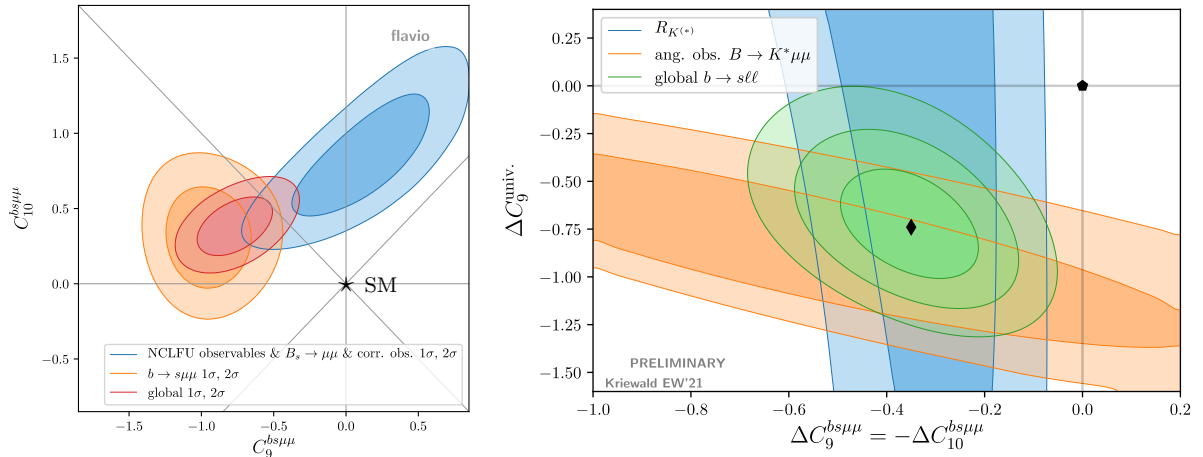 flavio
1.5
1.0
0.5
0.0
−0.5
C_{10}^{bsμμ}
SM
NCLFU observables & B_s → μμ & corr. obs. 1σ, 2σ
b → sμμ 1σ, 2σ
global 1σ, 2σ
−1.5 −1.0 −0.5 0.0 0.5
C_9^{bsμμ}
R_{K^{(*)}}
ang. obs. B → K*μμ
global b → sℓℓ
0.25
0.00
−0.25
−0.50
−0.75
−1.00
−1.25
−1.50
ΔC_9^{univ.}
PRELIMINARY
Kriewald EW'21
−1.0 −0.8 −0.6 −0.4 −0.2 0.0 0.2
ΔC_9^{bsμμ} = −ΔC_{10}^{bsμμ}